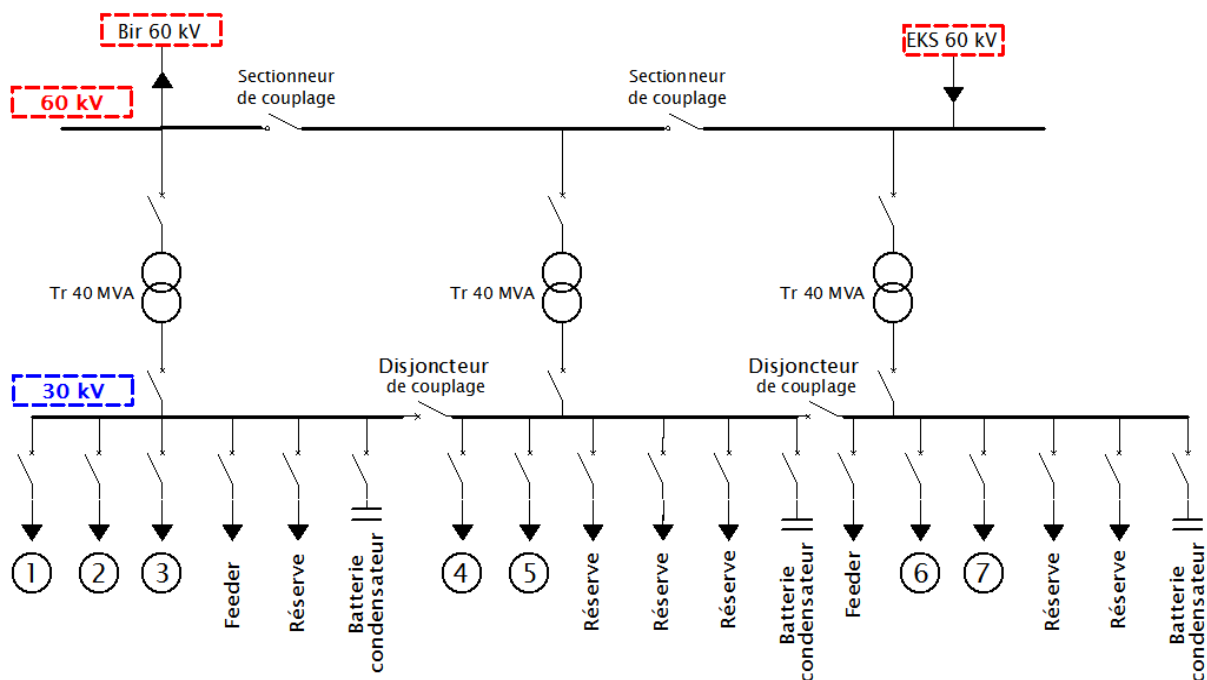 Bir 60 kV
EKS 60 kV
60 kV
Sectionneur
de couplage
Sectionneur
de couplage
Tr 40 MVA
Tr 40 MVA
Tr 40 MVA
30 kV
Disjoncteur
de couplage
Disjoncteur
de couplage
1
2
3
Feeder
Réserve
Batterie
condensateur
4
5
Réserve
Réserve
Réserve
Batterie
condensateur
Feeder
6
7
Réserve
Réserve
Batterie
condensateur